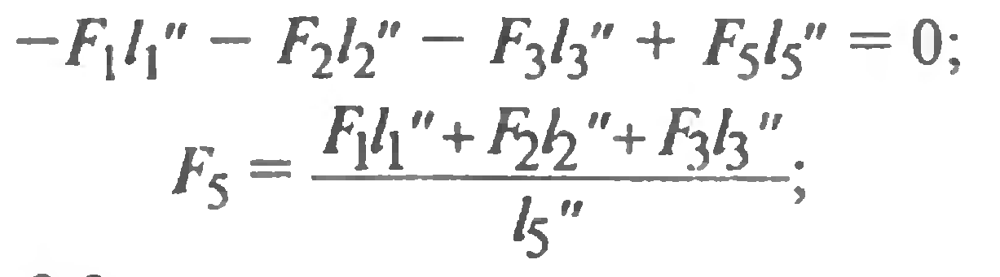 −F₁l₁″ − F₂l₂″ − F₃l₃″ + F₅l₅″ = 0;
F₅ = (F₁l₁″ + F₂l₂″ + F₃l₃″) / l₅″;